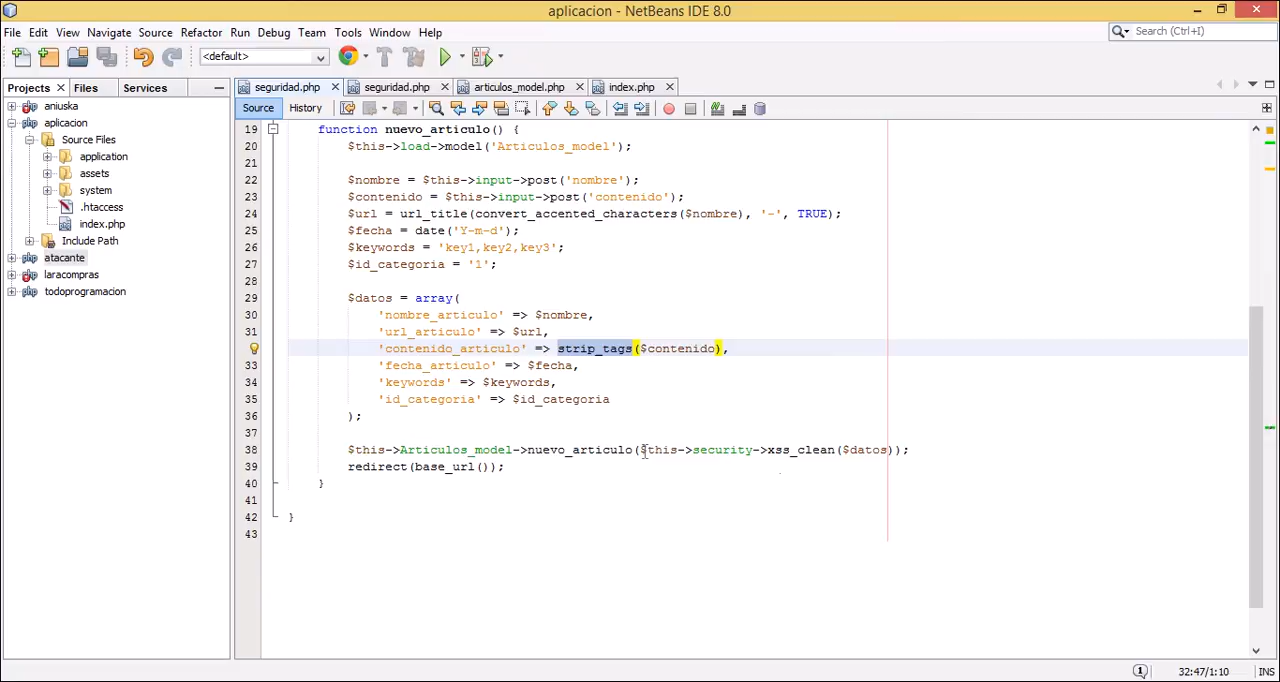 aplicacion - NetBeans IDE 8.0
File Edit View Navigate Source Refactor Run Debug Team Tools Window Help
Search (Ctrl+I)
<default>
Projects Files Services
seguridad.php seguridad.php articulos_model.php index.php
Source History
aniuska
aplicacion
Source Files
application
assets
system
.htaccess
index.php
Include Path
atacante
laracompras
todoprogramacion
19 function nuevo_articulo() {
20 $this->load->model('Articulos_model');
21
22 $nombre = $this->input->post('nombre');
23 $contenido = $this->input->post('contenido');
24 $url = url_title(convert_accented_characters($nombre), '-', TRUE);
25 $fecha = date('Y-m-d');
26 $keywords = 'key1,key2,key3';
27 $id_categoria = '1';
28
29 $datos = array(
30 'nombre_articulo' => $nombre,
31 'url_articulo' => $url,
'contenido_articulo' => strip_tags($contenido),
33 'fecha_articulo' => $fecha,
34 'keywords' => $keywords,
35 'id_categoria' => $id_categoria
36 );
37
38 $this->Articulos_model->nuevo_articulo($this->security->xss_clean($datos));
39 redirect(base_url());
40 }
41
42 }
43
1 32:47/1:10 INS